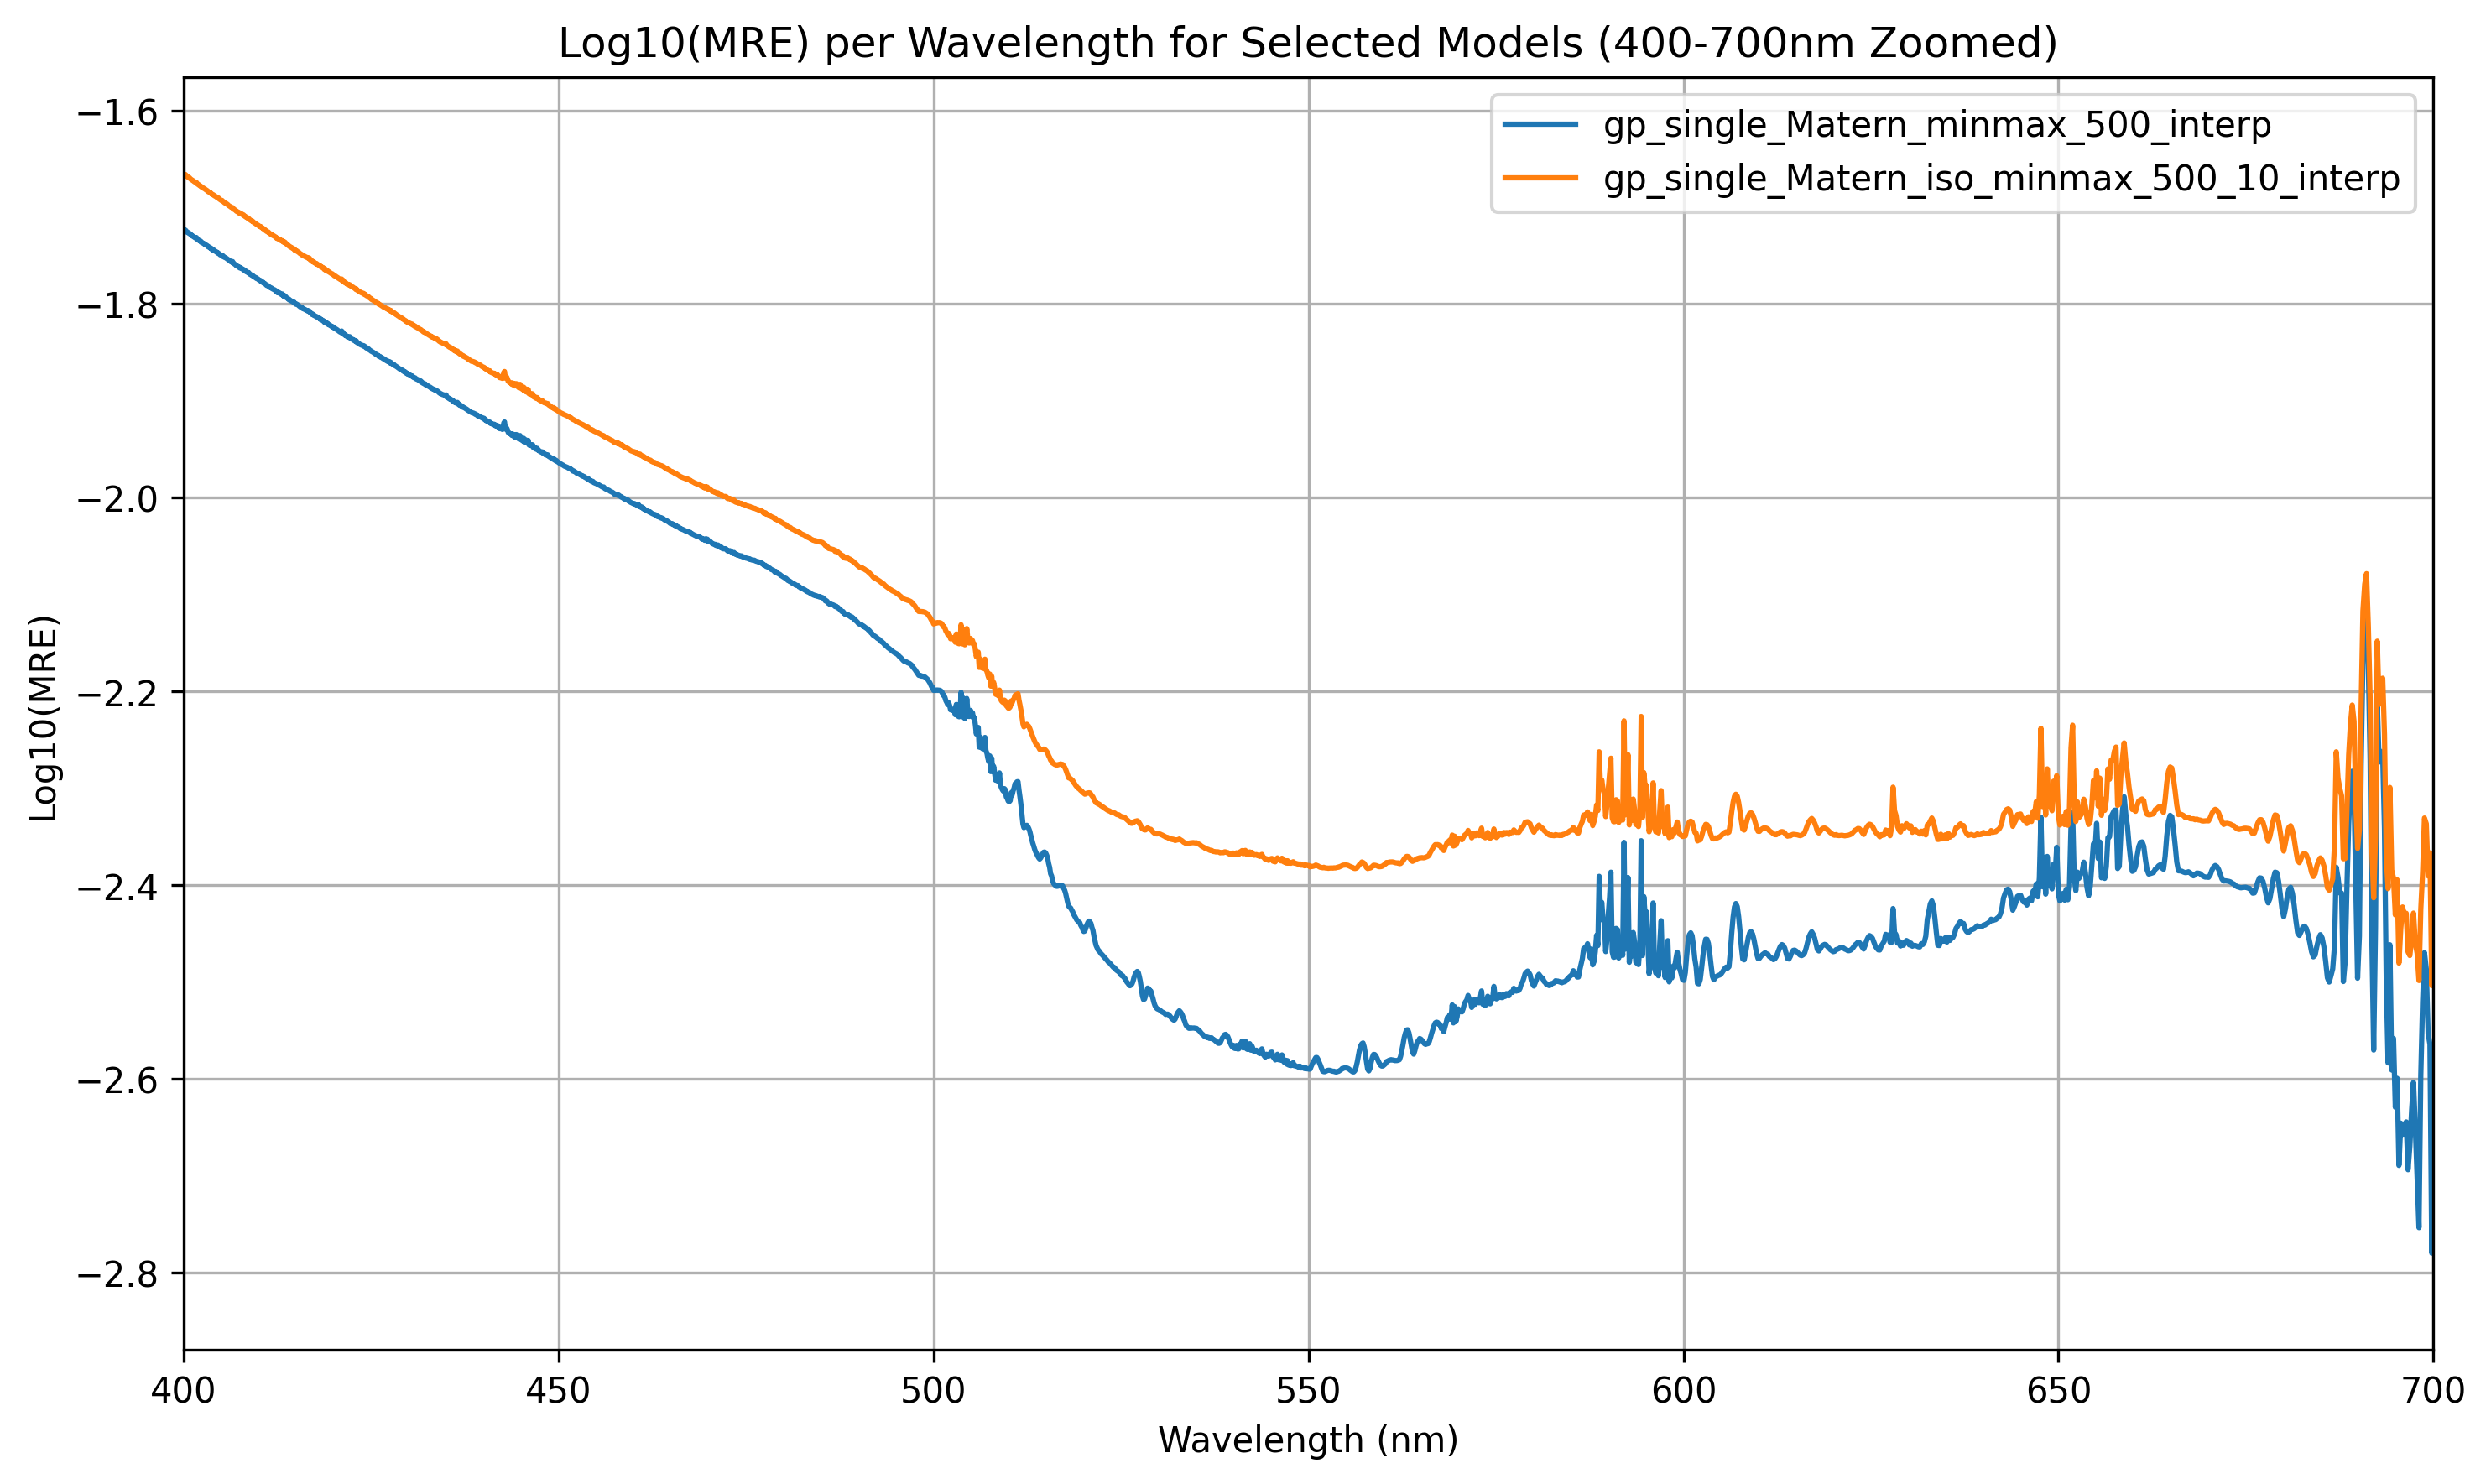 Log10(MRE) per Wavelength for Selected Models (400-700nm Zoomed)
gp_single_Matern_minmax_500_interp
gp_single_Matern_iso_minmax_500_10_interp
Log10(MRE)
−1.6
−1.8
−2.0
−2.2
−2.4
−2.6
−2.8
400
450
500
550
600
650
700
Wavelength (nm)